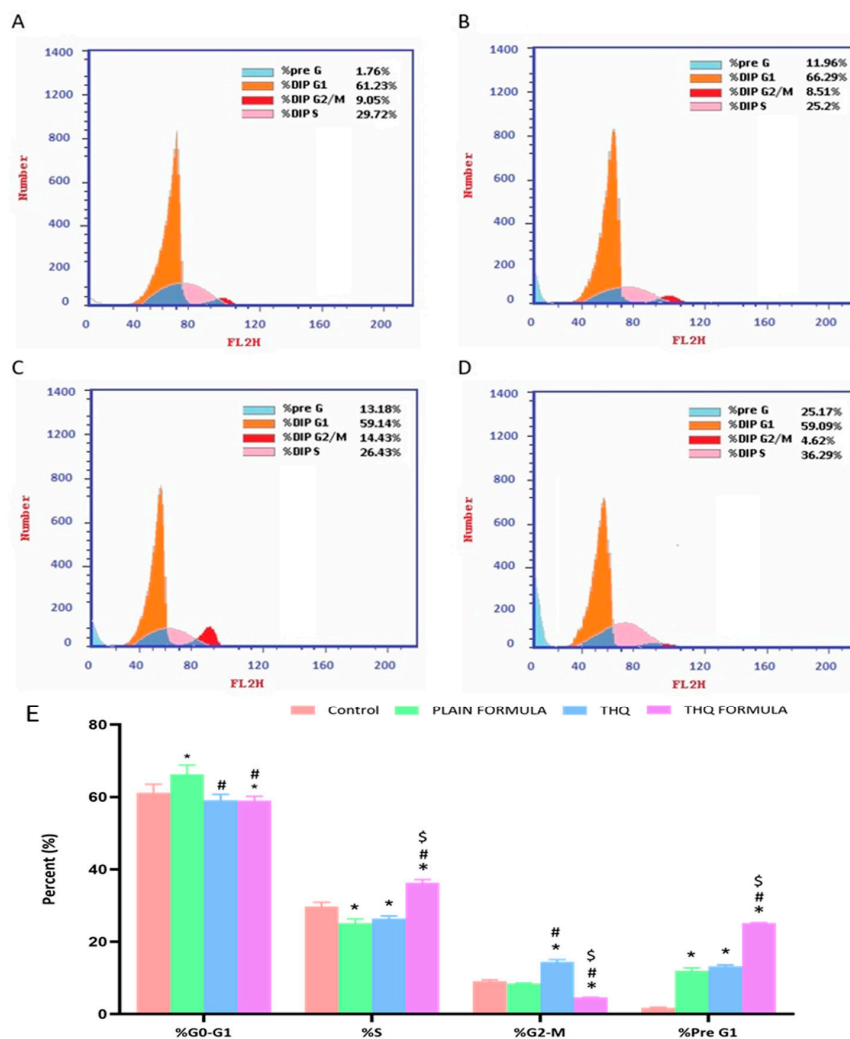 A
1400
1200
1000
800
600
400
200
0
Number
%pre G 1.76%
%DIP G1 61.23%
%DIP G2/M 9.05%
%DIP S 29.72%
0 40 60 80 120 160 200
FL2H
B
1400
1200
1000
800
600
400
200
0
Number
%pre G 11.96%
%DIP G1 66.29%
%DIP G2/M 8.51%
%DIP S 25.2%
0 40 60 80 120 160 200
FL2H
C
1400
1200
1000
800
600
400
200
0
Number
%pre G 13.18%
%DIP G1 59.14%
%DIP G2/M 14.43%
%DIP S 26.43%
0 40 60 80 120 160 200
FL2H
D
1400
1200
1000
800
600
400
200
0
Number
%pre G 25.17%
%DIP G1 59.09%
%DIP G2/M 4.62%
%DIP S 36.29%
0 40 60 80 120 160 200
FL2H
E
Control PLAIN FORMULA THQ THQ FORMULA
80
60
40
20
0
Percent (%)
* # # *
* * $ # *
# * $ # *
* * $ # *
%G0-G1 %S %G2-M %Pre G1